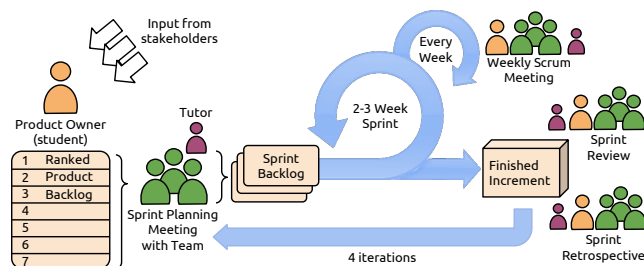 Input from
stakeholders
Product Owner
(student)
1 Ranked
2 Product
3 Backlog
4
5
6
7
Tutor
Sprint Planning
Meeting
with Team
Sprint
Backlog
2-3 Week
Sprint
Every
Week
Weekly Scrum
Meeting
Finished
Increment
Sprint
Review
Sprint
Retrospective
4 iterations